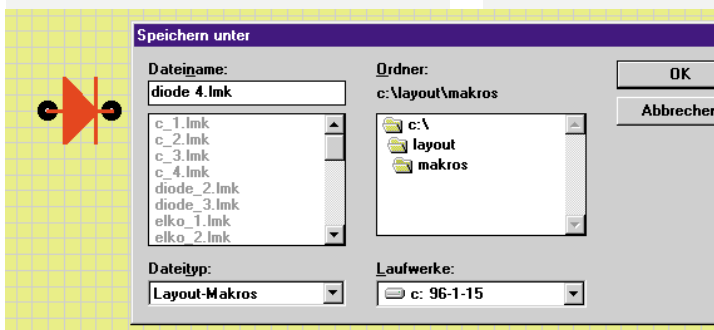 Speichern unter
Dateiname:
diode 4.lmk
c_1.lmk
c_2.lmk
c_3.lmk
c_4.lmk
diode_2.lmk
diode_3.lmk
elko_1.lmk
elko_2.lmk
Dateityp:
Layout-Makros
Ordner:
c:\layout\makros
c:\
layout
makros
Laufwerke:
c: 96-1-15
OK
Abbrechen